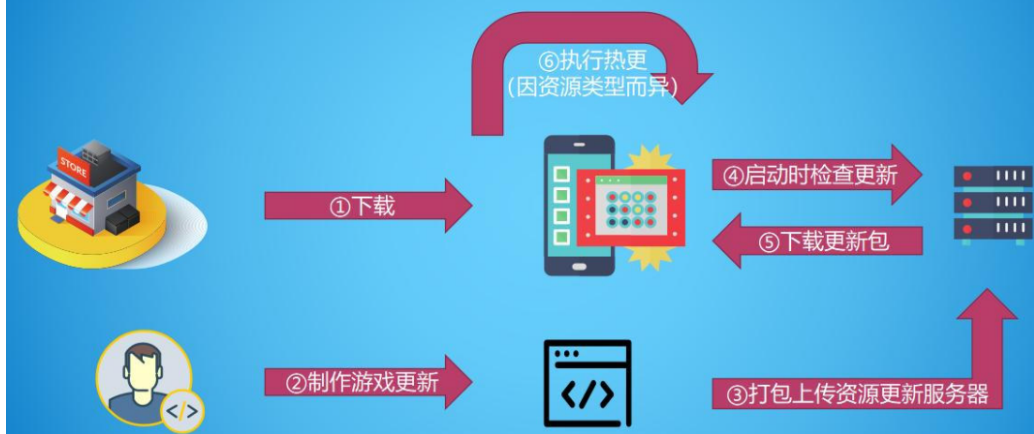 ⑥执行热更
(因资源类型而异)
STORE
①下载
④启动时检查更新
⑤下载更新包
②制作游戏更新
</>
</>
③打包上传资源更新服务器